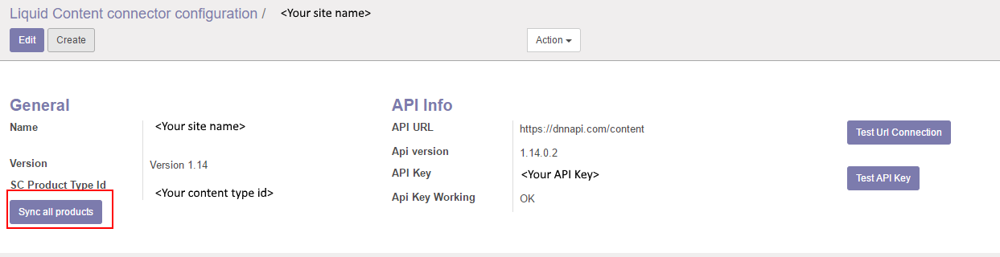 Liquid Content connector configuration / <Your site name>
Edit Create Action
General
Name <Your site name>
Version Version 1.14
SC Product Type Id <Your content type id>
Sync all products
API Info
API URL https://dnnapi.com/content Test Url Connection
Api version 1.14.0.2
API Key <Your API Key> Test API Key
Api Key Working OK